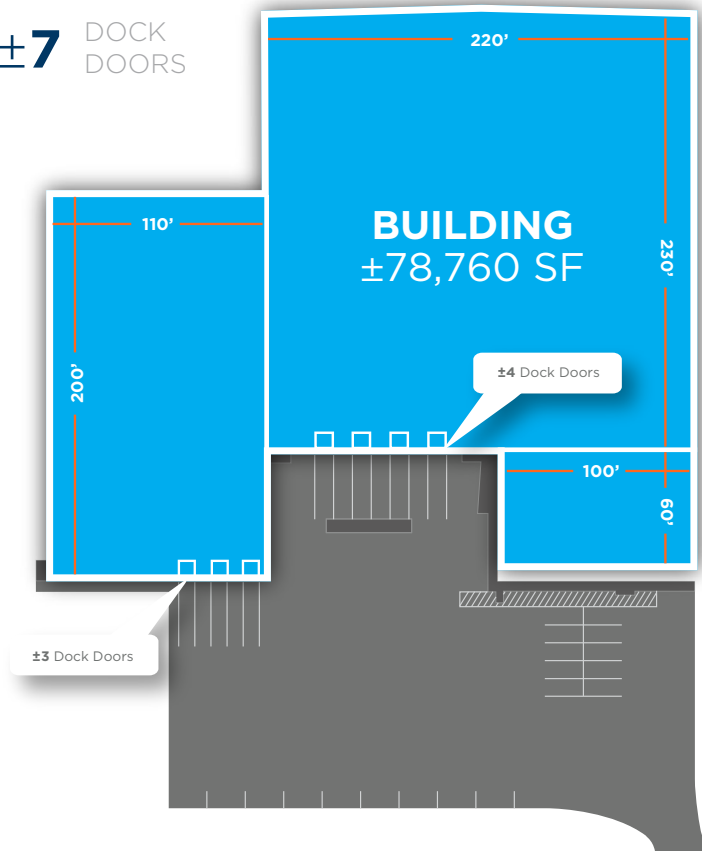 ±7 DOCK
DOORS
220’
110’
BUILDING
±78,760 SF
230’
200’
±4 Dock Doors
100’
60’
±3 Dock Doors